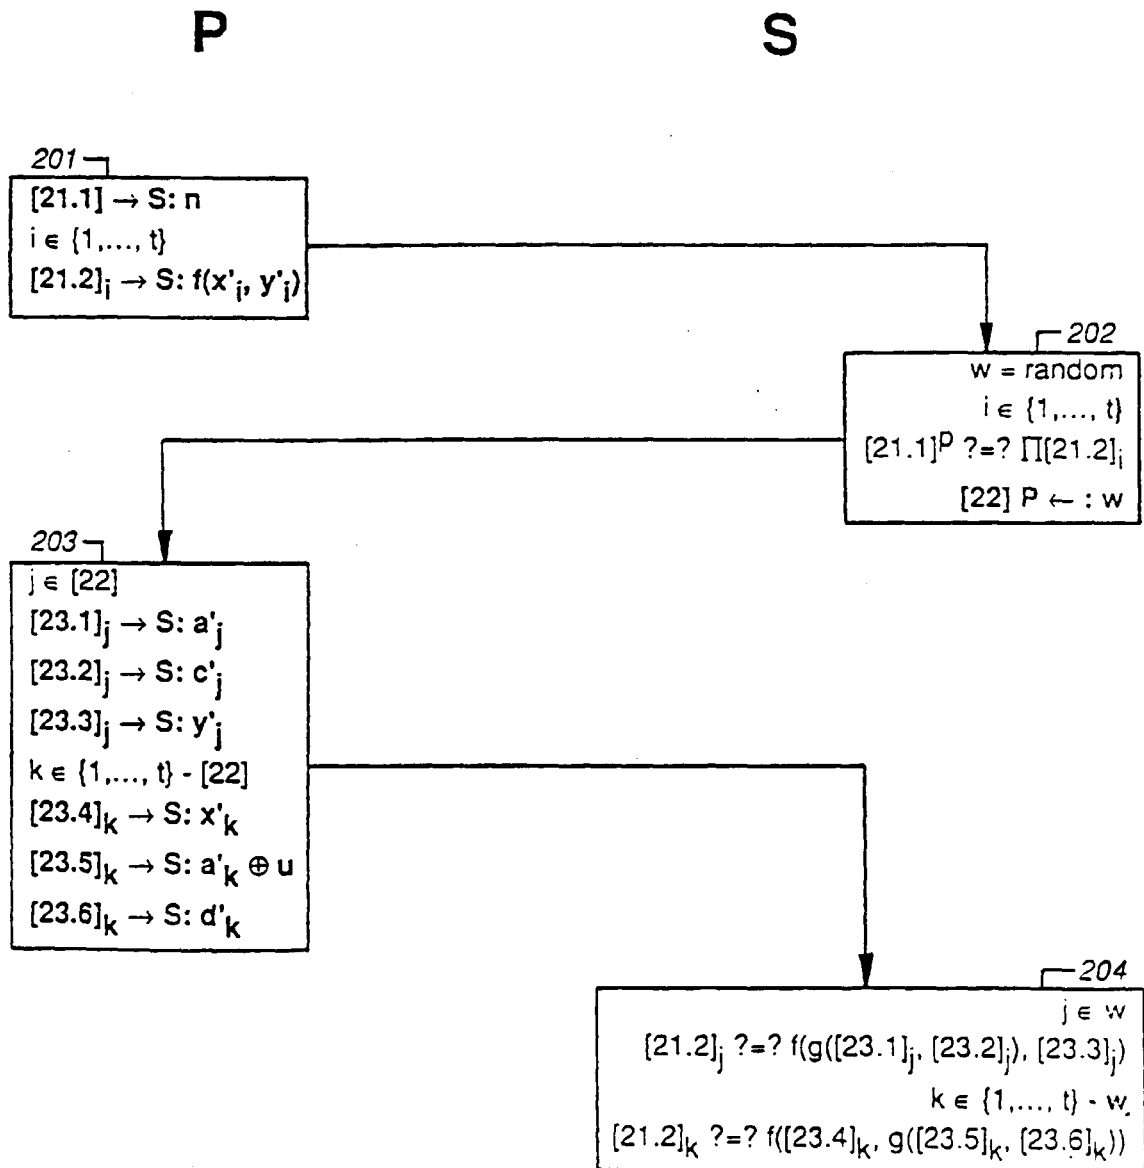 P
S
201
[21.1] → S: n
i ∈ {1,..., t}
[21.2]i → S: f(x'i, y'i)
202
w = random
i ∈ {1,..., t}
[21.1]p ?=? ∏[21.2]i
[22] P ← : w
203
j ∈ [22]
[23.1]j → S: a'j
[23.2]j → S: c'j
[23.3]j → S: y'j
k ∈ {1,..., t} - [22]
[23.4]k → S: x'k
[23.5]k → S: a'k ⊕ u
[23.6]k → S: d'k
204
j ∈ w
[21.2]j ?=? f(g([23.1]j, [23.2]j), [23.3]j)
k ∈ {1,..., t} - w
[21.2]k ?=? f([23.4]k, g([23.5]k, [23.6]k))